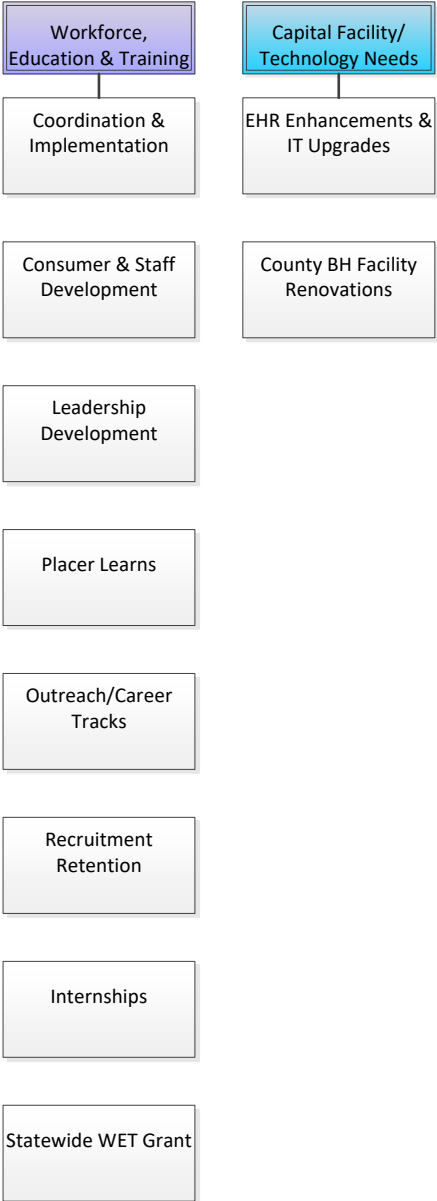 Workforce,
Education & Training
Coordination &
Implementation
Consumer & Staff
Development
Leadership
Development
Placer Learns
Outreach/Career
Tracks
Recruitment
Retention
Internships
Statewide WET Grant
Capital Facility/
Technology Needs
EHR Enhancements &
IT Upgrades
County BH Facility
Renovations